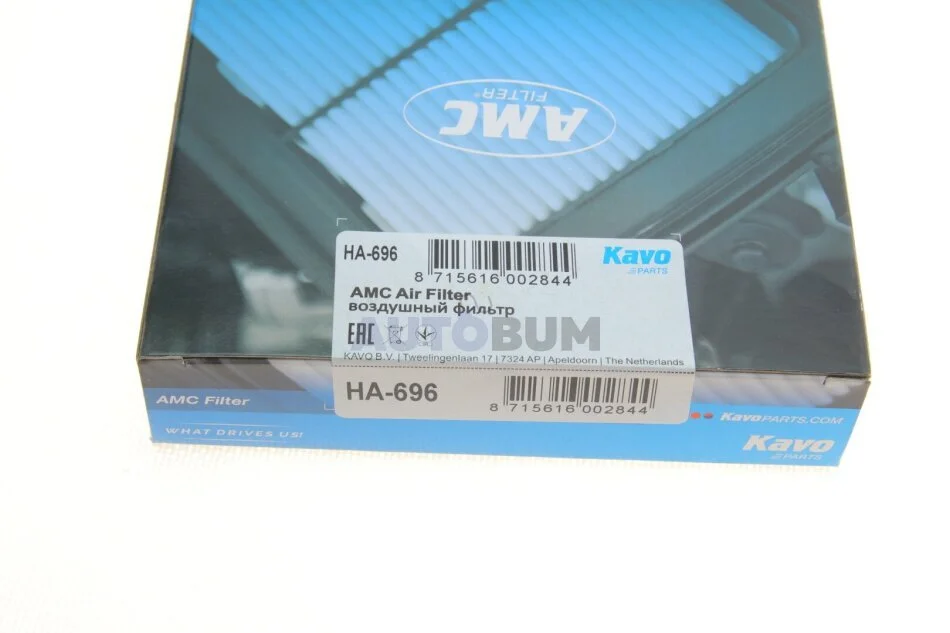 AMC
FILTER®
HA-696
8 715616 002844
Kavo
PARTS
AMC Air Filter
воздушный фильтр
AUTOBUM
EAC
KAVO B.V. | Tweelingenlaan 17 | 7324 AP | Apeldoorn | The Netherlands
HA-696
8 715616 002844
AMC Filter
KavoPARTS.COM
WHAT DRIVES US!
Kavo
PARTS